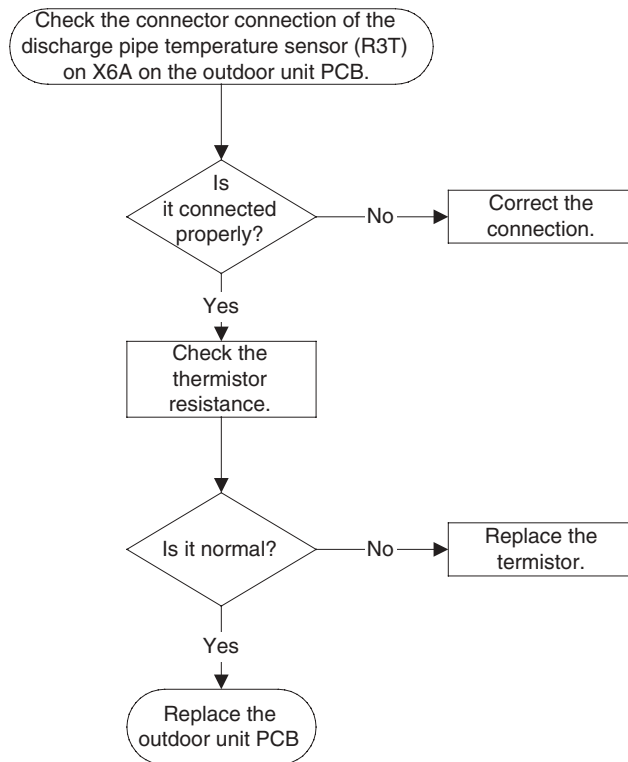 Check the connector connection of the
discharge pipe temperature sensor (R3T)
on X6A on the outdoor unit PCB.
Is
it connected
properly?
No
Correct the
connection.
Yes
Check the
thermistor
resistance.
Is it normal?
No
Replace the
termistor.
Yes
Replace the
outdoor unit PCB